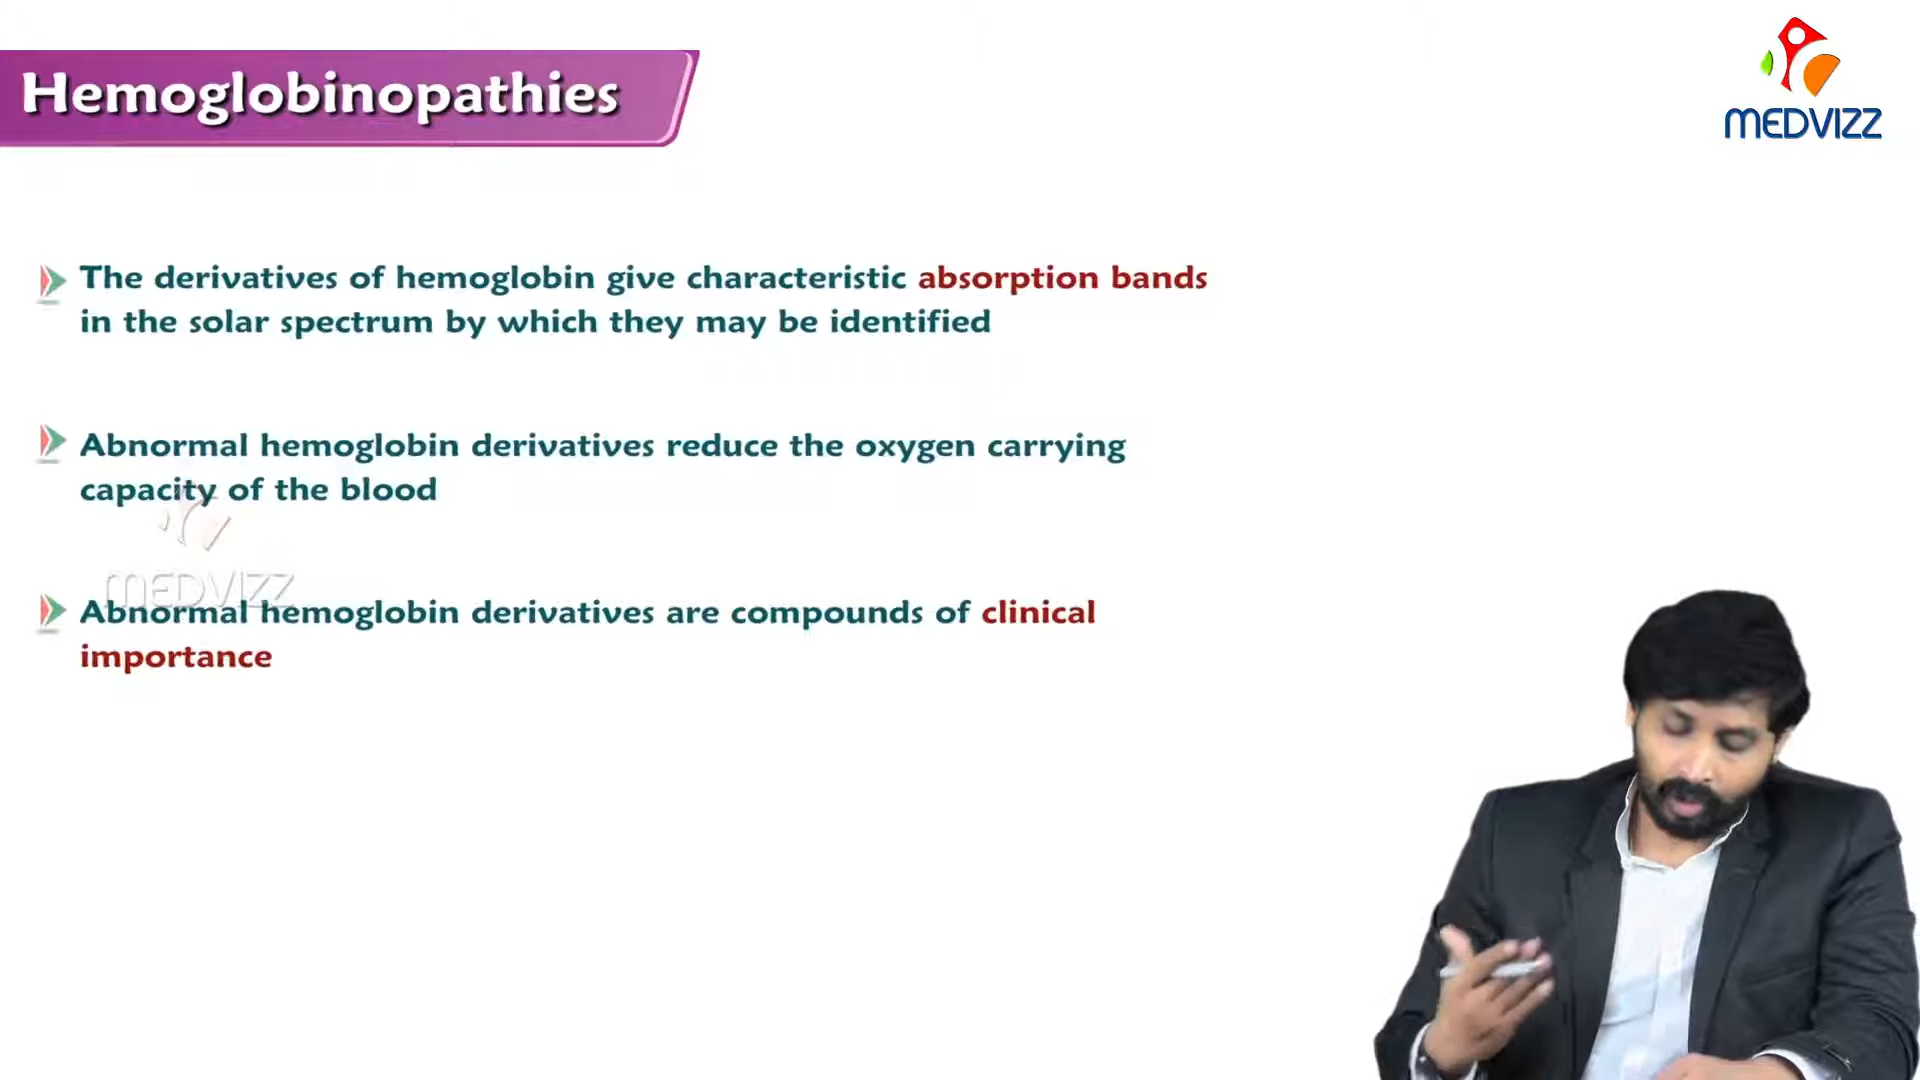 Hemoglobinopathies
MEDVIZZ
The derivatives of hemoglobin give characteristic absorption bands
in the solar spectrum by which they may be identified
Abnormal hemoglobin derivatives reduce the oxygen carrying
capacity of the blood
MEDVIZZ
Abnormal hemoglobin derivatives are compounds of clinical
importance